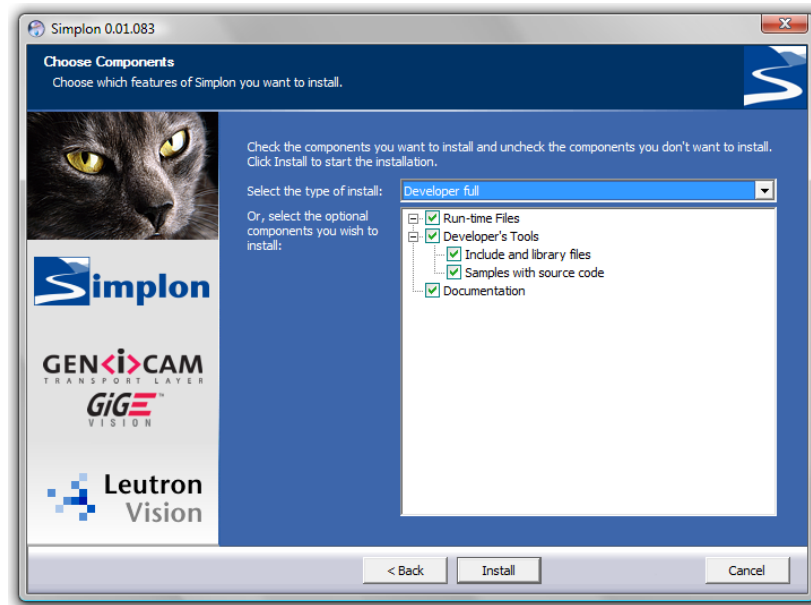 Simplon 0.01.083
Choose Components
Choose which features of Simplon you want to install.
Check the components you want to install and uncheck the components you don't want to install.
Click Install to start the installation.
Select the type of install:
Developer full
Or, select the optional
components you wish to
install:
Run-time Files
Developer's Tools
Include and library files
Samples with source code
Documentation
Simplon
GEN<i>CAM
TRANSPORT LAYER
GiGE™
VISION
Leutron
Vision
< Back
Install
Cancel